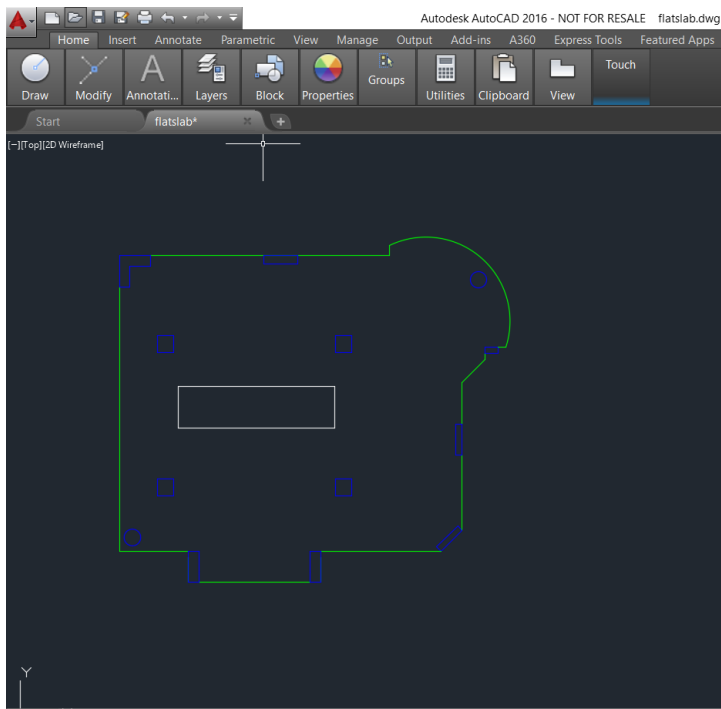 Autodesk AutoCAD 2016 - NOT FOR RESALE flatslab.dwg
Home Insert Annotate Parametric View Manage Output Add-ins A360 Express Tools Featured Apps
Draw Modify Annotati... Layers Block Properties Groups Utilities Clipboard View Touch
Start flatslab*
[−][Top][2D Wireframe]
Y